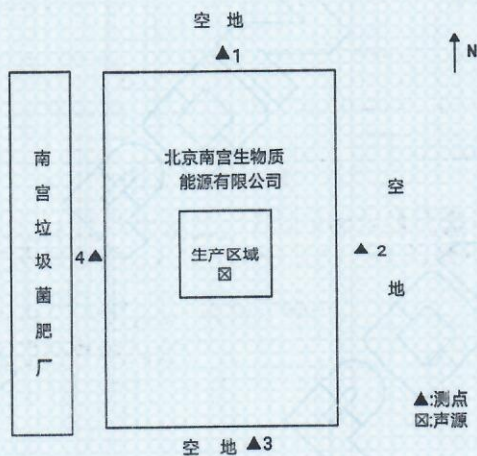 空 地
▲1
N
北京南宫生物质
能源有限公司
南宫垃圾菌肥厂
4▲
生产区域
▲ 2
空
地
▲:测点
声源
空 地 ▲3